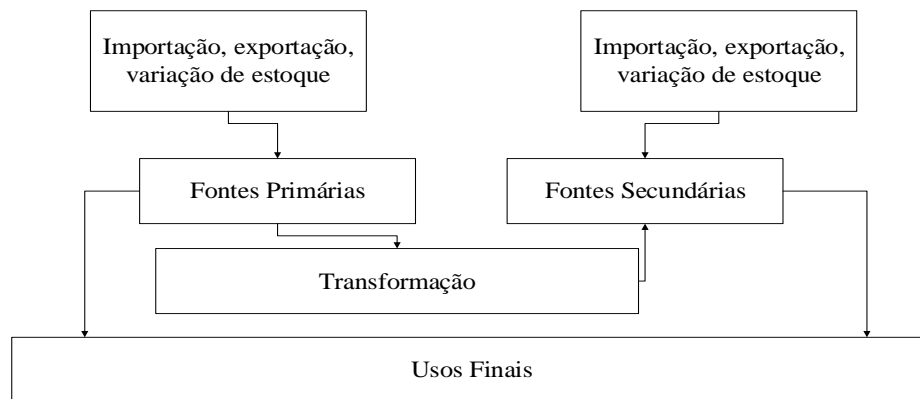 Importação, exportação,
variação de estoque
Importação, exportação,
variação de estoque
Fontes Primárias
Fontes Secundárias
Transformação
Usos Finais